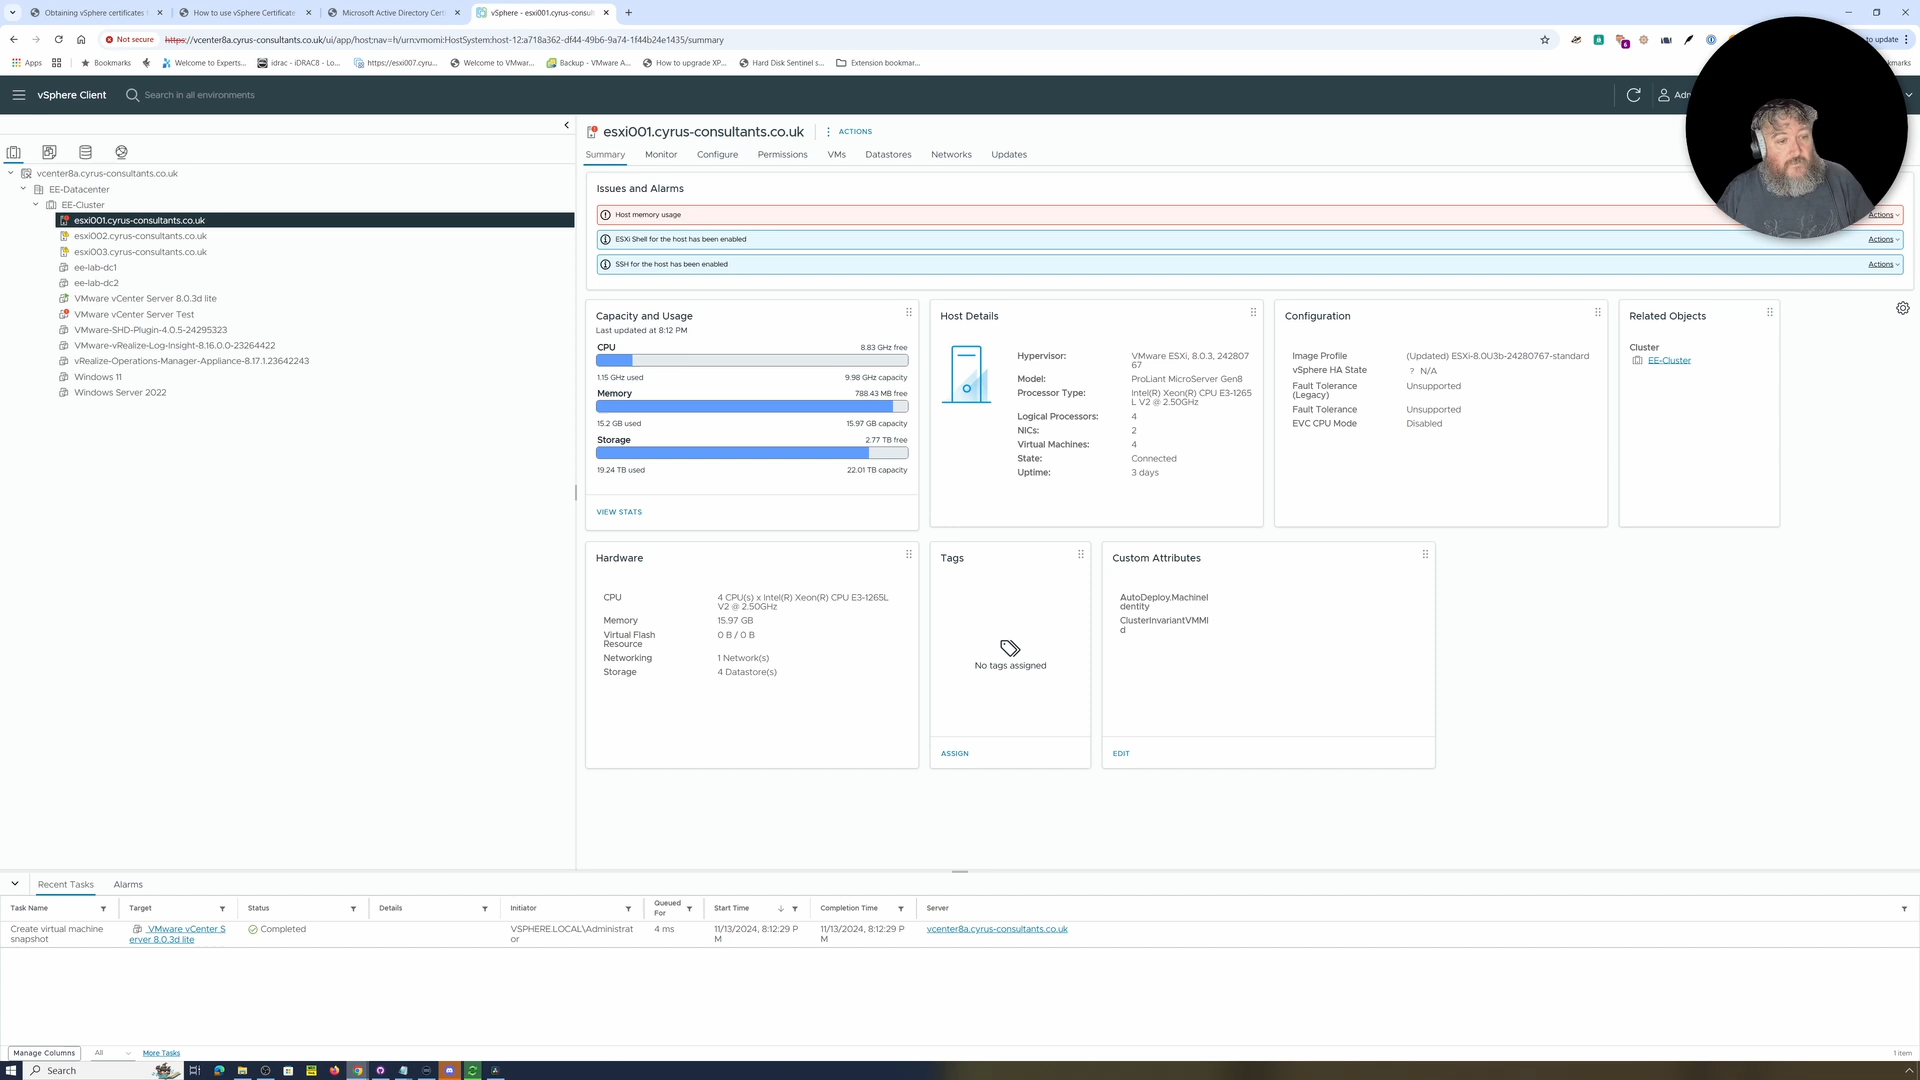 Obtaining vSphere certificates
How to use vSphere Certificate
Microsoft Active Directory Cert
vSphere - esxi001.cyrus-consult
Not secure
https://vcenter8a.cyrus-consultants.co.uk/ui/app/host;nav=h/urn:vmomi:HostSystem:host-12:a718a362-df44-49b6-9a74-1f44b24e1435/summary
to update
Apps
Bookmarks
Welcome to Experts...
idrac - iDRAC8 - Lo...
https://esxi007.cyru...
Welcome to VMwar...
Backup - VMware A...
How to upgrade XP...
Hard Disk Sentinel s...
Extension bookmar...
vSphere Client
Search in all environments
vcenter8a.cyrus-consultants.co.uk
EE-Datacenter
EE-Cluster
esxi001.cyrus-consultants.co.uk
esxi002.cyrus-consultants.co.uk
esxi003.cyrus-consultants.co.uk
ee-lab-dc1
ee-lab-dc2
VMware vCenter Server 8.0.3d lite
VMware vCenter Server Test
VMware-SHD-Plugin-4.0.5-24295323
VMware-vRealize-Log-Insight-8.16.0.0-23264422
vRealize-Operations-Manager-Appliance-8.17.1.23642243
Windows 11
Windows Server 2022
esxi001.cyrus-consultants.co.uk
ACTIONS
Summary
Monitor
Configure
Permissions
VMs
Datastores
Networks
Updates
Issues and Alarms
Host memory usage
Actions
ESXi Shell for the host has been enabled
Actions
SSH for the host has been enabled
Actions
Capacity and Usage
Last updated at 8:12 PM
CPU
8.83 GHz free
1.15 GHz used
9.98 GHz capacity
Memory
788.43 MB free
15.2 GB used
15.97 GB capacity
Storage
2.77 TB free
19.24 TB used
22.01 TB capacity
VIEW STATS
Host Details
Hypervisor:
VMware ESXi, 8.0.3, 242807
67
Model:
ProLiant MicroServer Gen8
Processor Type:
Intel(R) Xeon(R) CPU E3-1265
L V2 @ 2.50GHz
Logical Processors:
4
NICs:
2
Virtual Machines:
4
State:
Connected
Uptime:
3 days
Configuration
Image Profile
(Updated) ESXi-8.0U3b-24280767-standard
vSphere HA State
? N/A
Fault Tolerance
(Legacy)
Unsupported
Fault Tolerance
Unsupported
EVC CPU Mode
Disabled
Related Objects
Cluster
EE-Cluster
Hardware
CPU
4 CPU(s) x Intel(R) Xeon(R) CPU E3-1265L
V2 @ 2.50GHz
Memory
15.97 GB
Virtual Flash
Resource
0 B / 0 B
Networking
1 Network(s)
Storage
4 Datastore(s)
Tags
No tags assigned
ASSIGN
Custom Attributes
AutoDeploy.MachineI
dentity
ClusterInvariantVMMI
d
EDIT
Recent Tasks
Alarms
Task Name
Target
Status
Details
Initiator
Queued
For
Start Time
Completion Time
Server
Create virtual machine
snapshot
VMware vCenter S
erver 8.0.3d lite
Completed
VSPHERE.LOCAL\Administrat
or
4 ms
11/13/2024, 8:12:29 P
M
11/13/2024, 8:12:29 P
M
vcenter8a.cyrus-consultants.co.uk
Manage Columns
All
More Tasks
1 item
Search